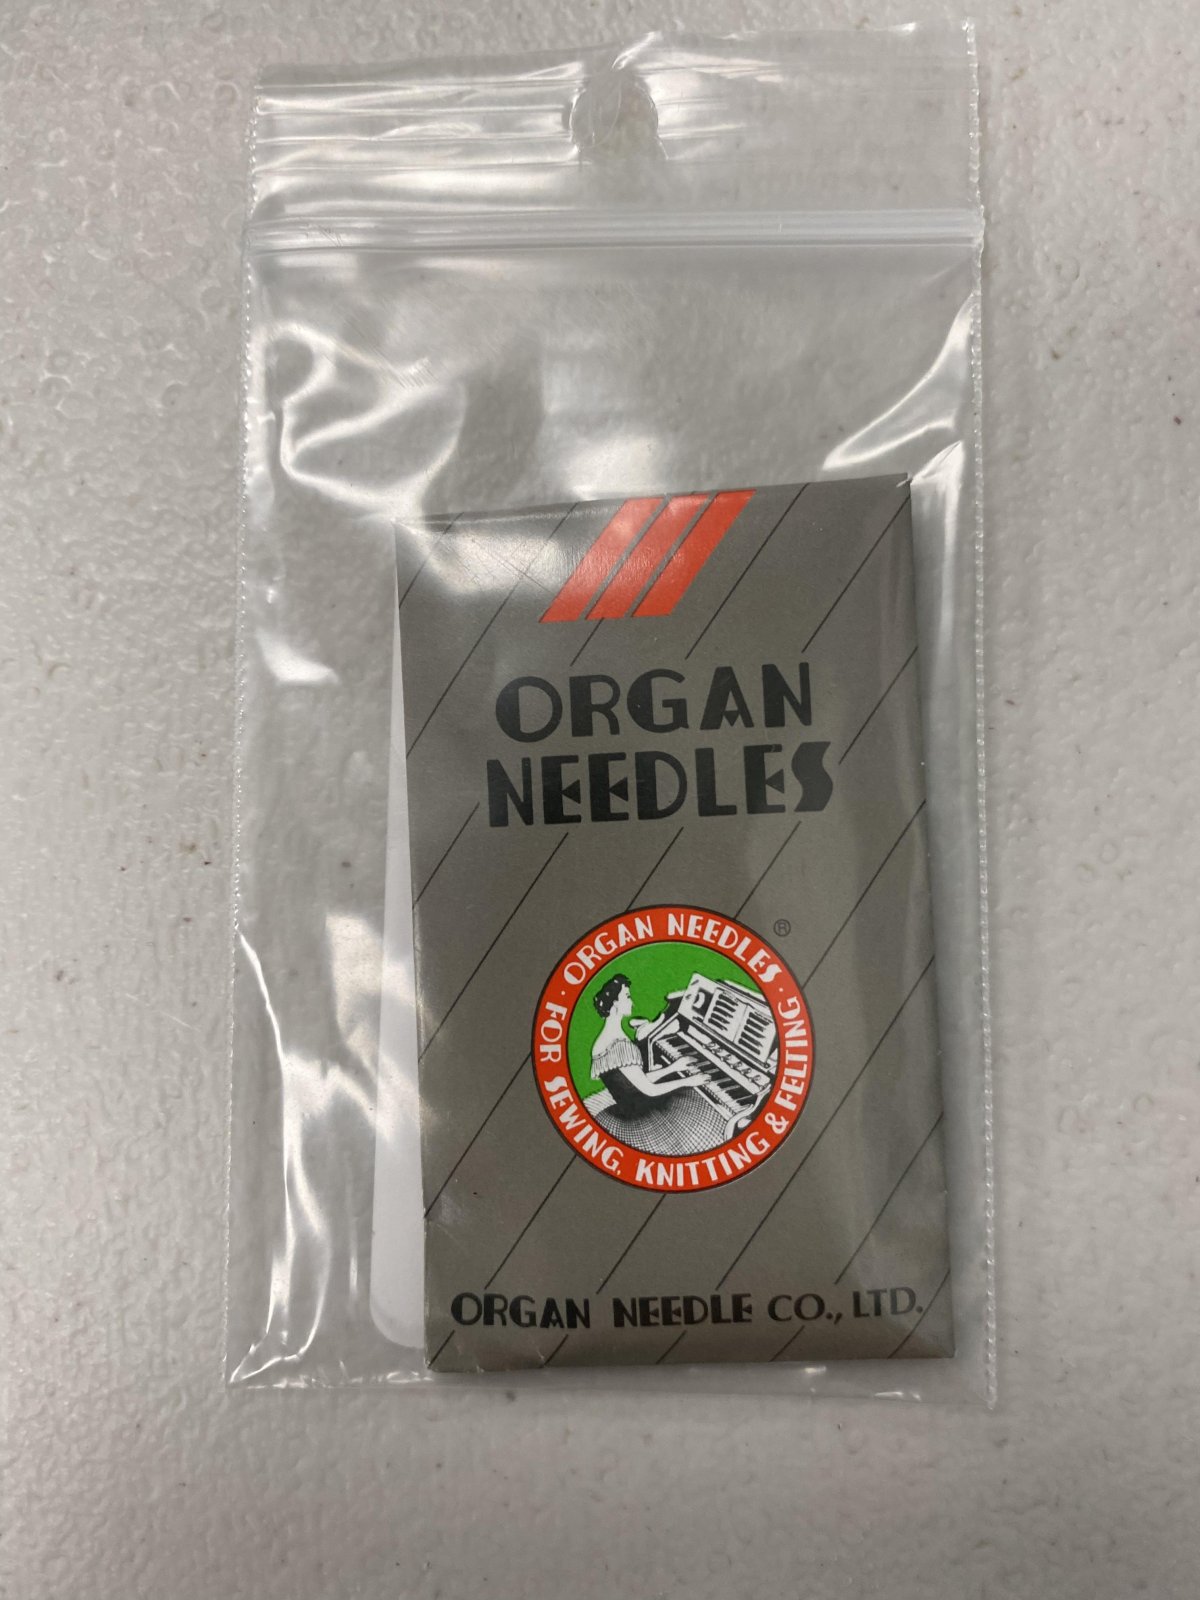 ORGAN
NEEDLES
®
· ORGAN NEEDLES ·
FOR SEWING, KNITTING & FELTING
ORGAN NEEDLE CO., LTD.